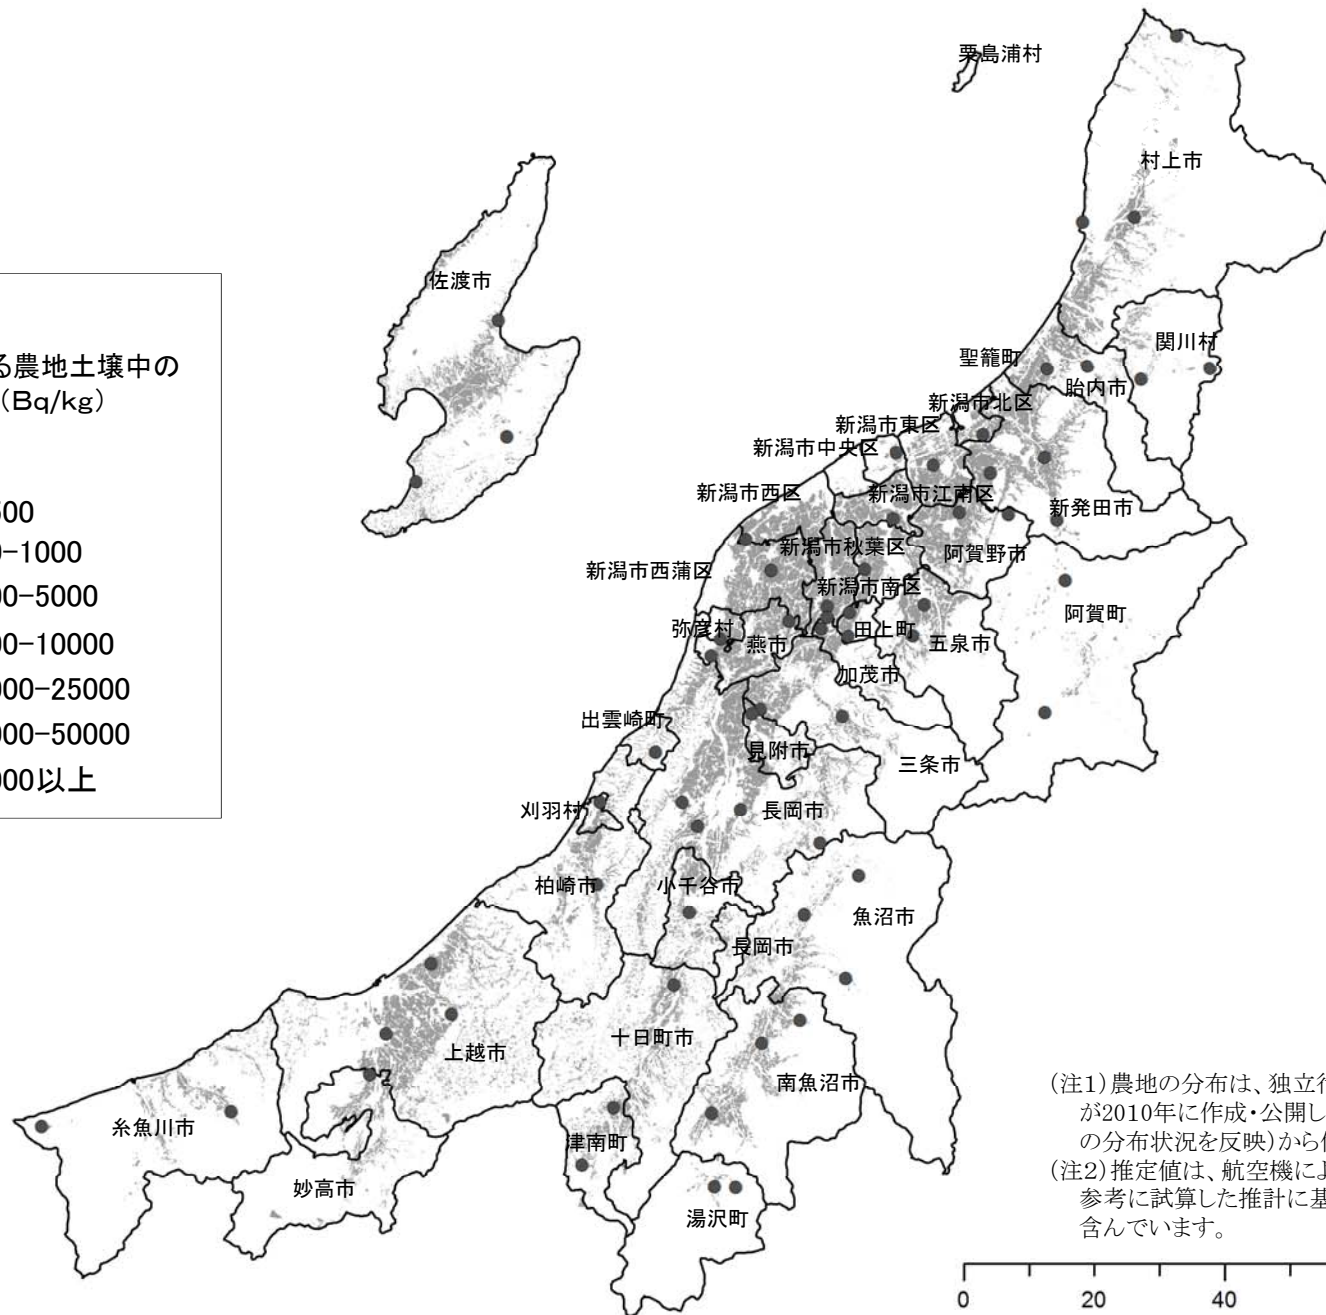 粟島浦村
村上市
佐渡市
る農地土壌中の
(Bq/kg)
00
0-1000
00-5000
00-10000
000-25000
000-50000
000以上
関川村
聖籠町
胎内市
新潟市北区
新潟市東区
新潟市中央区
新潟市西区
新潟市江南区
新発田市
新潟市秋葉区
阿賀野市
新潟市西蒲区
新潟市南区
阿賀町
弥彦村
燕市
田上町
五泉市
加茂市
出雲崎町
見附市
三条市
刈羽村
長岡市
柏崎市
小千谷市
魚沼市
長岡市
十日町市
上越市
南魚沼市
糸魚川市
津南町
妙高市
湯沢町
(注1)農地の分布は、独立行
が2010年に作成・公開し
の分布状況を反映)から
(注2)推定値は、航空機によ
参考に試算した推計に基
含んでいます。
0 20 40